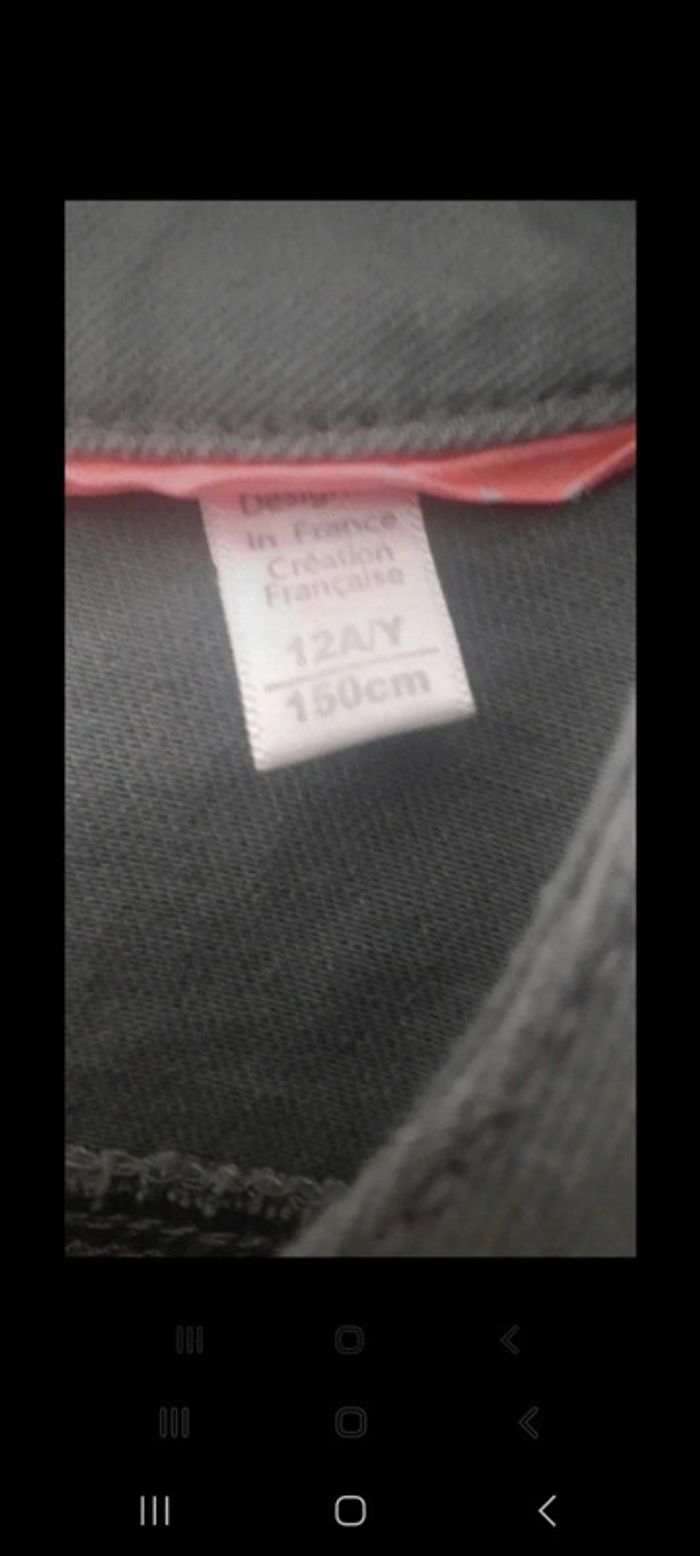 in France
Création
Française
12A/Y
150cm